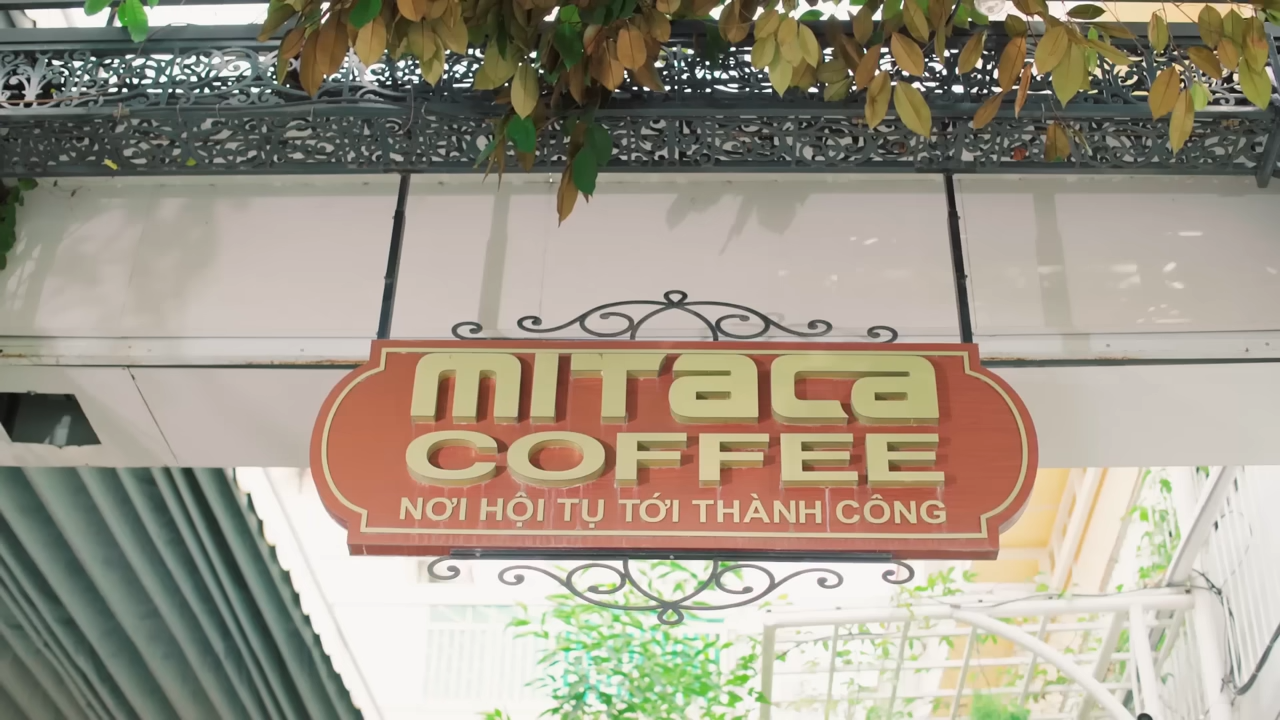 mITaca
COFFEE
NƠI HỘI TỤ TỚI THÀNH CÔNG